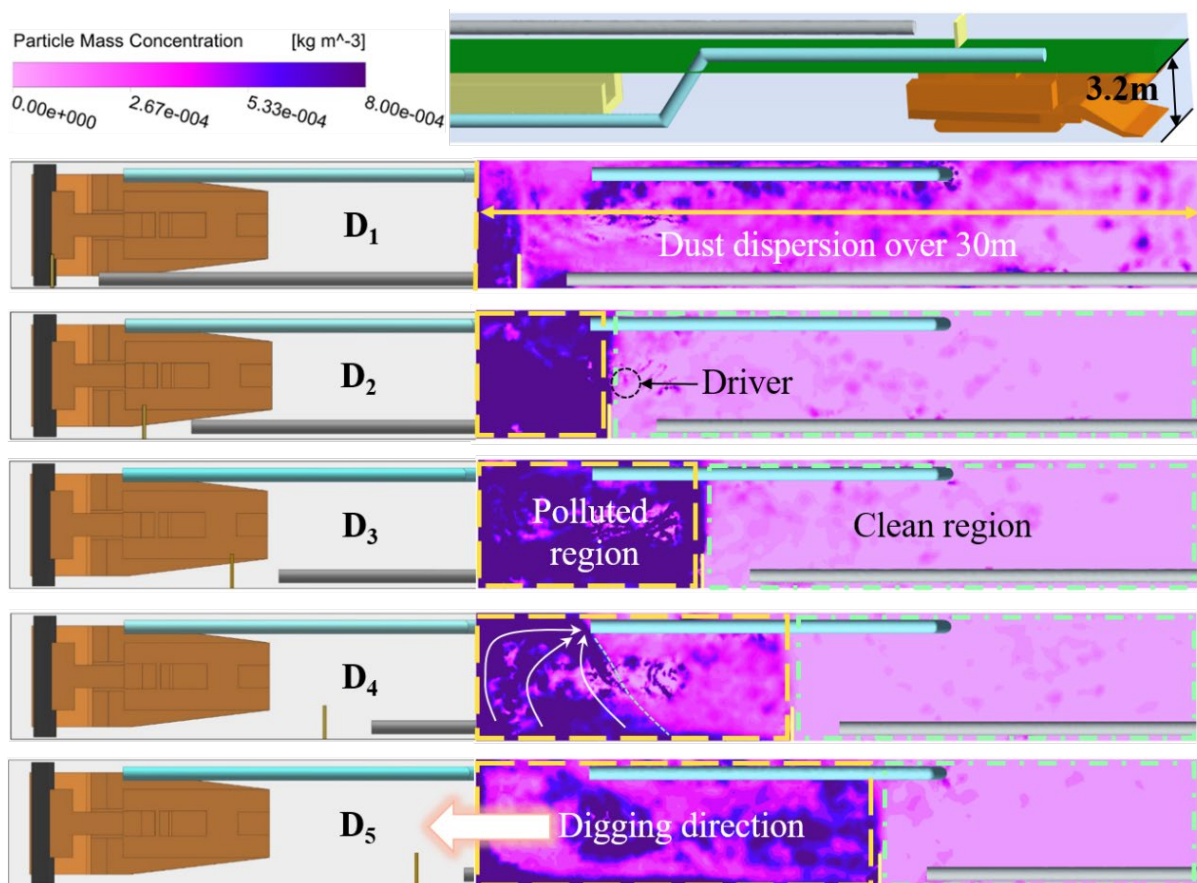 Particle Mass Concentration [kg m^-3]
0.00e+000
2.67e-004
5.33e-004
8.00e-004
3.2m
D1
Dust dispersion over 30m
D2
Driver
D3
Polluted
region
Clean region
D4
D5
Digging direction